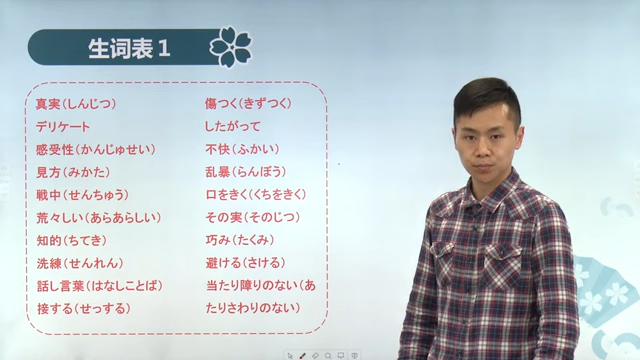 生词表1
真実(しんじつ)
デリケート
感受性(かんじゅせい)
見方(みかた)
戦中(せんちゅう)
荒々しい(あらあらしい)
知的(ちてき)
洗練(せんれん)
話し言葉(はなしことば)
接する(せっする)
傷つく(きずつく)
したがって
不快(ふかい)
乱暴(らんぼう)
口をきく(くちをきく)
その実(そのじつ)
巧み(たくみ)
避ける(さける)
当たり障りのない(あ
たりさわりのない)